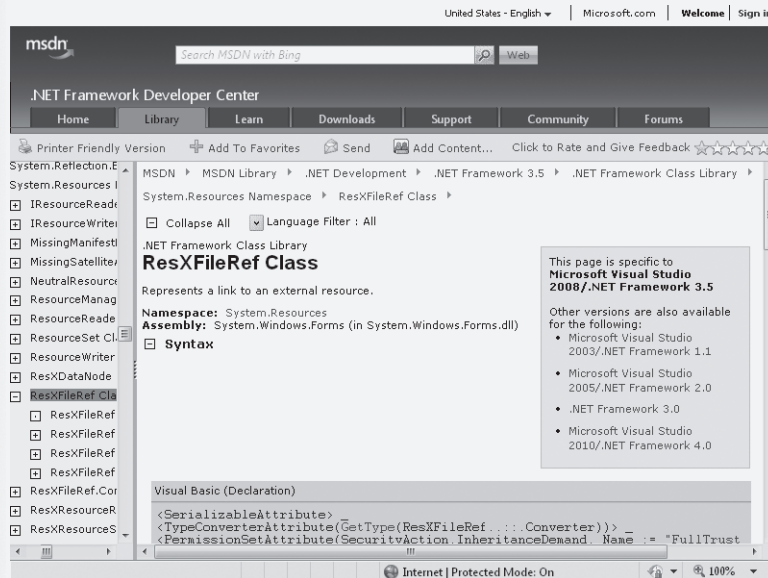 United States - English | Microsoft.com | Welcome | Sign i
msdn
Search MSDN with Bing Web
.NET Framework Developer Center
Home Library Learn Downloads Support Community Forums
Printer Friendly Version Add To Favorites Send Add Content... Click to Rate and Give Feedback
System.Reflection.E
System.Resources
IResourceReade
IResourceWriter
MissingManifest
MissingSatellite
NeutralResource
ResourceManag
ResourceReade
ResourceSet Cl
ResourceWriter
ResXDataNode
ResXFileRef Cla
ResXFileRef
ResXFileRef
ResXFileRef
ResXFileRef
ResXFileRef.Con
ResXResourceR
ResXResourceS
MSDN MSDN Library .NET Development .NET Framework 3.5 .NET Framework Class Library
System.Resources Namespace ResXFileRef Class
Collapse All Language Filter : All
.NET Framework Class Library
ResXFileRef Class
Represents a link to an external resource.
Namespace: System.Resources
Assembly: System.Windows.Forms (in System.Windows.Forms.dll)
Syntax
This page is specific to
Microsoft Visual Studio
2008/.NET Framework 3.5
Other versions are also available
for the following:
• Microsoft Visual Studio
2003/.NET Framework 1.1
• Microsoft Visual Studio
2005/.NET Framework 2.0
• .NET Framework 3.0
• Microsoft Visual Studio
2010/.NET Framework 4.0
Visual Basic (Declaration)
<SerializableAttribute> _
<TypeConverterAttribute(GetType(ResXFileRef..::.Converter))> _
<PermissionSetAttribute(SecurityAction.InheritanceDemand, Name := "FullTrust
Internet | Protected Mode: On
100%